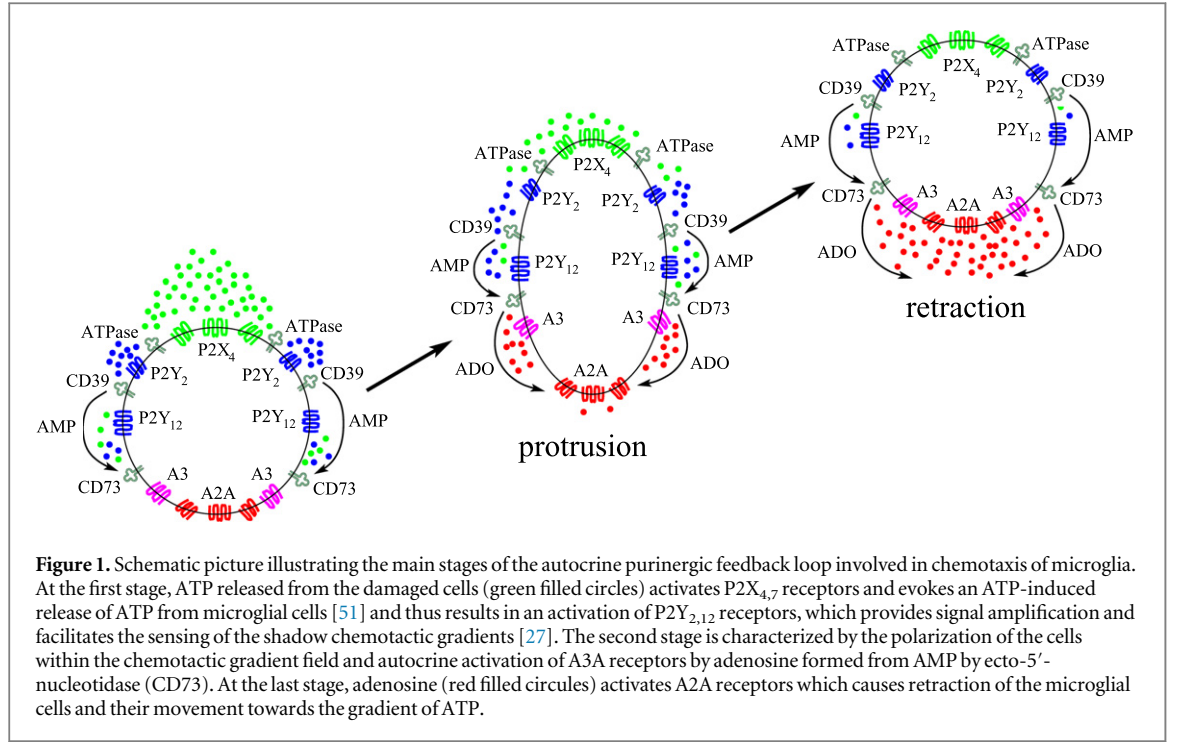 ATPase
ATPase
P2X4
P2Y2
P2Y2
CD39
CD39
AMP
P2Y12
P2Y12
AMP
CD73
A3
A2A
A3
CD73
ATPase
ATPase
P2X4
P2Y2
P2Y2
CD39
CD39
AMP
P2Y12
P2Y12
AMP
CD73
CD73
A3
A3
ADO
A2A
ADO
protrusion
ATPase
ATPase
P2X4
CD39
P2Y2
P2Y2
CD39
AMP
P2Y12
P2Y12
AMP
CD73
A3
A2A
A3
CD73
ADO
ADO
retraction
Figure 1. Schematic picture illustrating the main stages of the autocrine purinergic feedback loop involved in chemotaxis of microglia.
At the first stage, ATP released from the damaged cells (green filled circles) activates P2X4,7 receptors and evokes an ATP-induced
release of ATP from microglial cells [51] and thus results in an activation of P2Y2,12 receptors, which provides signal amplification and
facilitates the sensing of the shadow chemotactic gradients [27]. The second stage is characterized by the polarization of the cells
within the chemotactic gradient field and autocrine activation of A3A receptors by adenosine formed from AMP by ecto-5′-
nucleotidase (CD73). At the last stage, adenosine (red filled circules) activates A2A receptors which causes retraction of the microglial
cells and their movement towards the gradient of ATP.